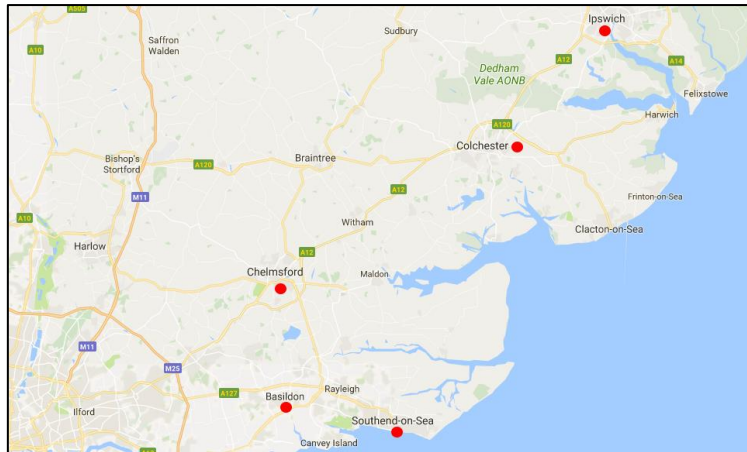 A505
Ipswich
A10
Saffron
Walden
Sudbury
A12
A14
Dedham
Vale AONB
Felixstowe
Harwich
A120
Colchester
Bishop's
Stortford
A120
Braintree
A12
M11
Frinton-on-Sea
A10
Witham
Clacton-on-Sea
Harlow
A12
Chelmsford
Maldon
M11
M25
A127
Basildon
Rayleigh
Ilford
Southend-on-Sea
Canvey Island